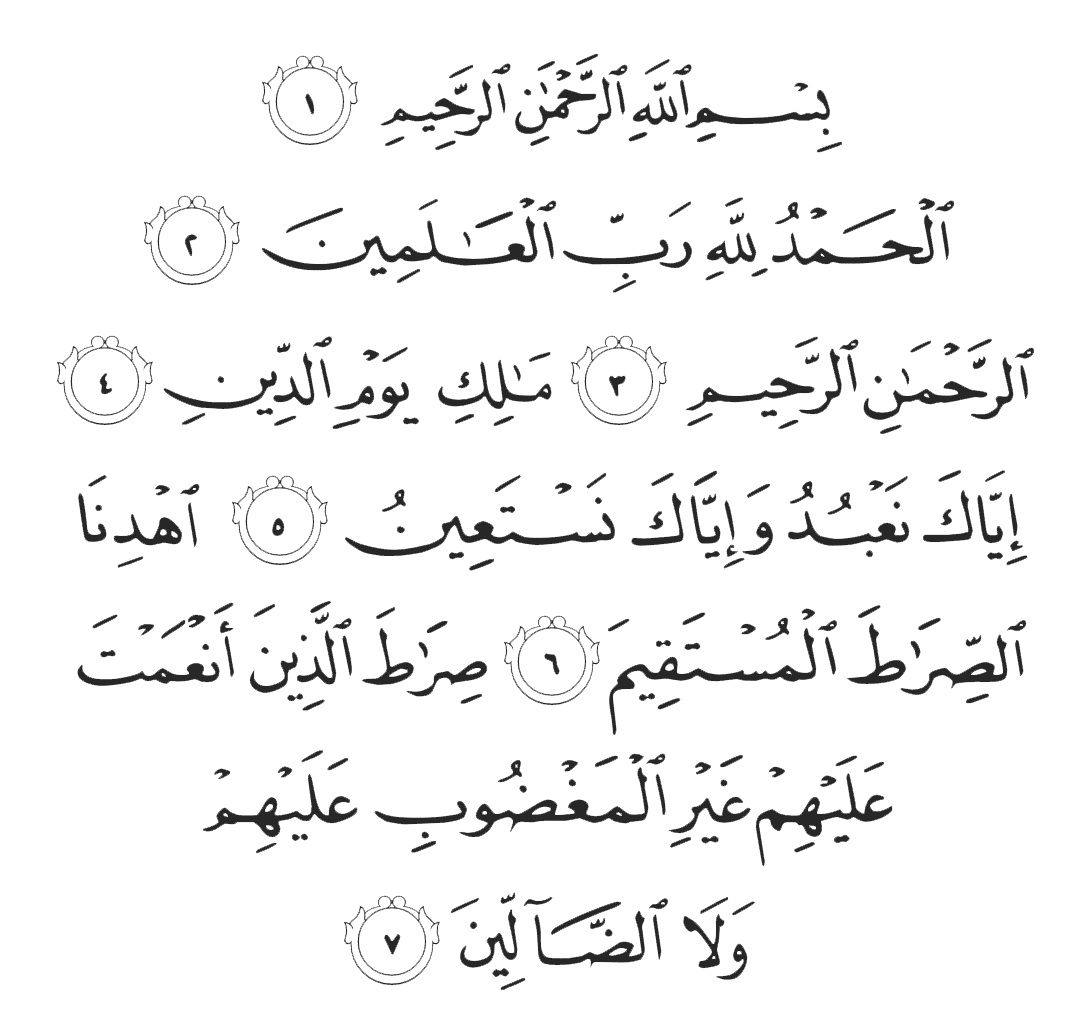 بِسْمِ ٱللَّهِ ٱلرَّحْمَٰنِ ٱلرَّحِيمِ ١
ٱلْحَمْدُ لِلَّهِ رَبِّ ٱلْعَـٰلَمِينَ ٢
ٱلرَّحْمَـٰنِ ٱلرَّحِيمِ ٣ مَـٰلِكِ يَوْمِ ٱلدِّينِ ٤
إِيَّاكَ نَعْبُدُ وَإِيَّاكَ نَسْتَعِينُ ٥ ٱهْدِنَا
ٱلصِّرَٰطَ ٱلْمُسْتَقِيمَ ٦ صِرَٰطَ ٱلَّذِينَ أَنْعَمْتَ
عَلَيْهِمْ غَيْرِ ٱلْمَغْضُوبِ عَلَيْهِمْ
وَلَا ٱلضَّآلِّينَ ٧